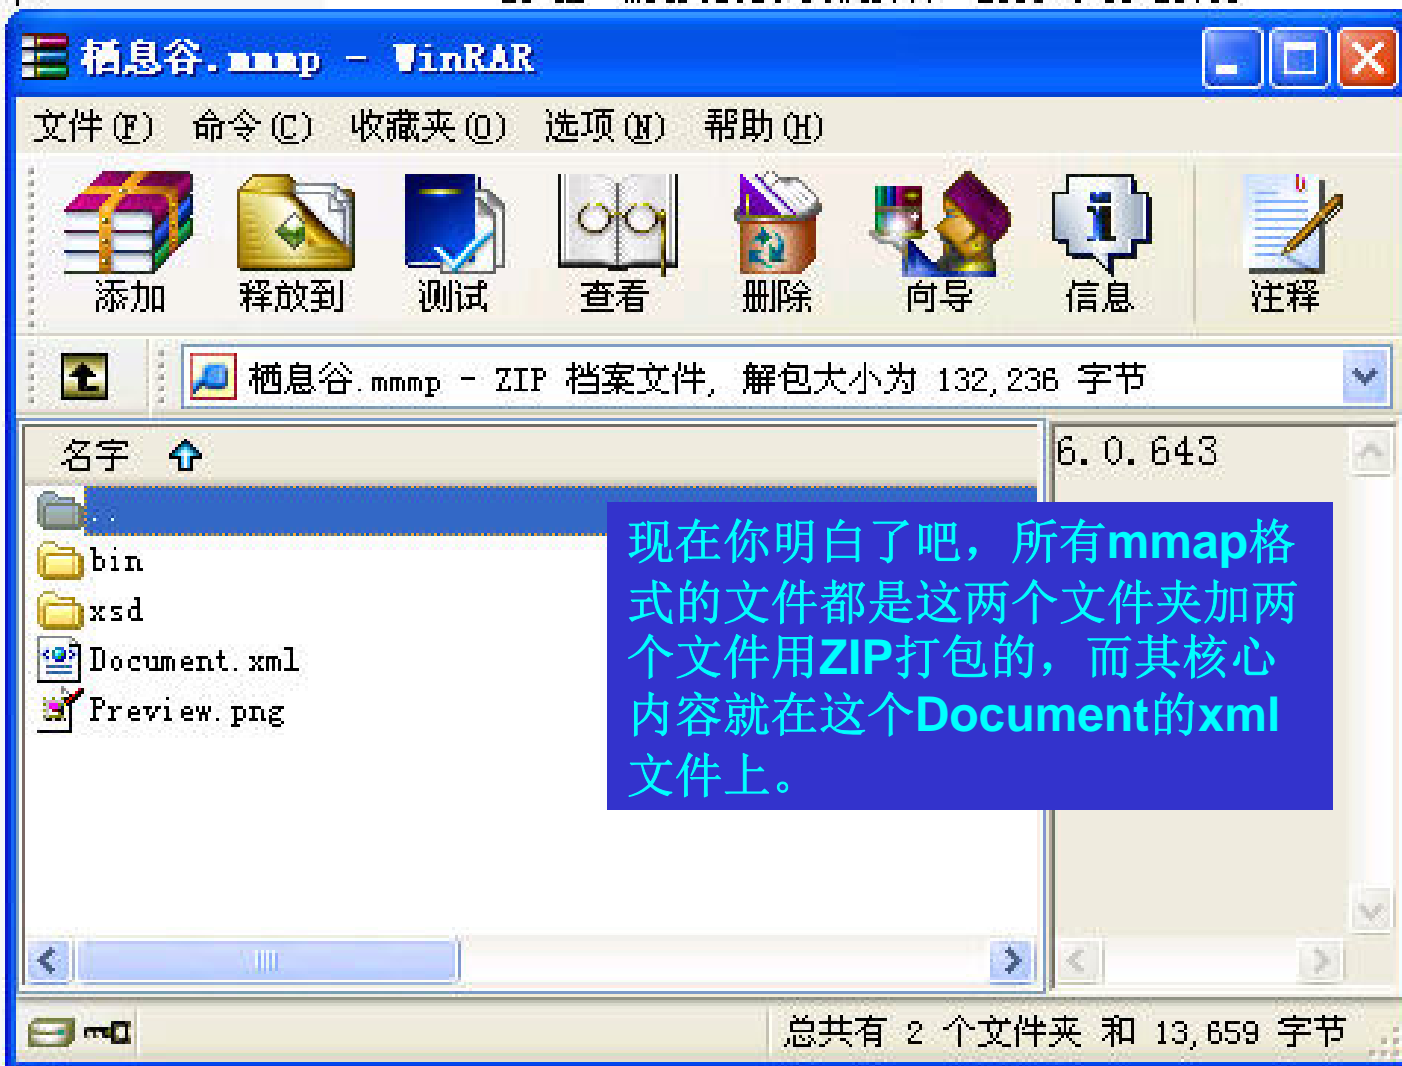 栖息谷.mmmp - WinRAR
文件(F) 命令(C) 收藏夹(O) 选项(N) 帮助(H)
添加 释放到 测试 查看 删除 向导 信息 注释
栖息谷.mmmp - ZIP 档案文件, 解包大小为 132,236 字节
名字
6.0.643
..
bin
xsd
Document.xml
Preview.png
现在你明白了吧，所有mmap格
式的文件都是这两个文件夹加两
个文件用ZIP打包的，而其核心
内容就在这个Document的xml
文件上。
总共有 2 个文件夹 和 13,659 字节